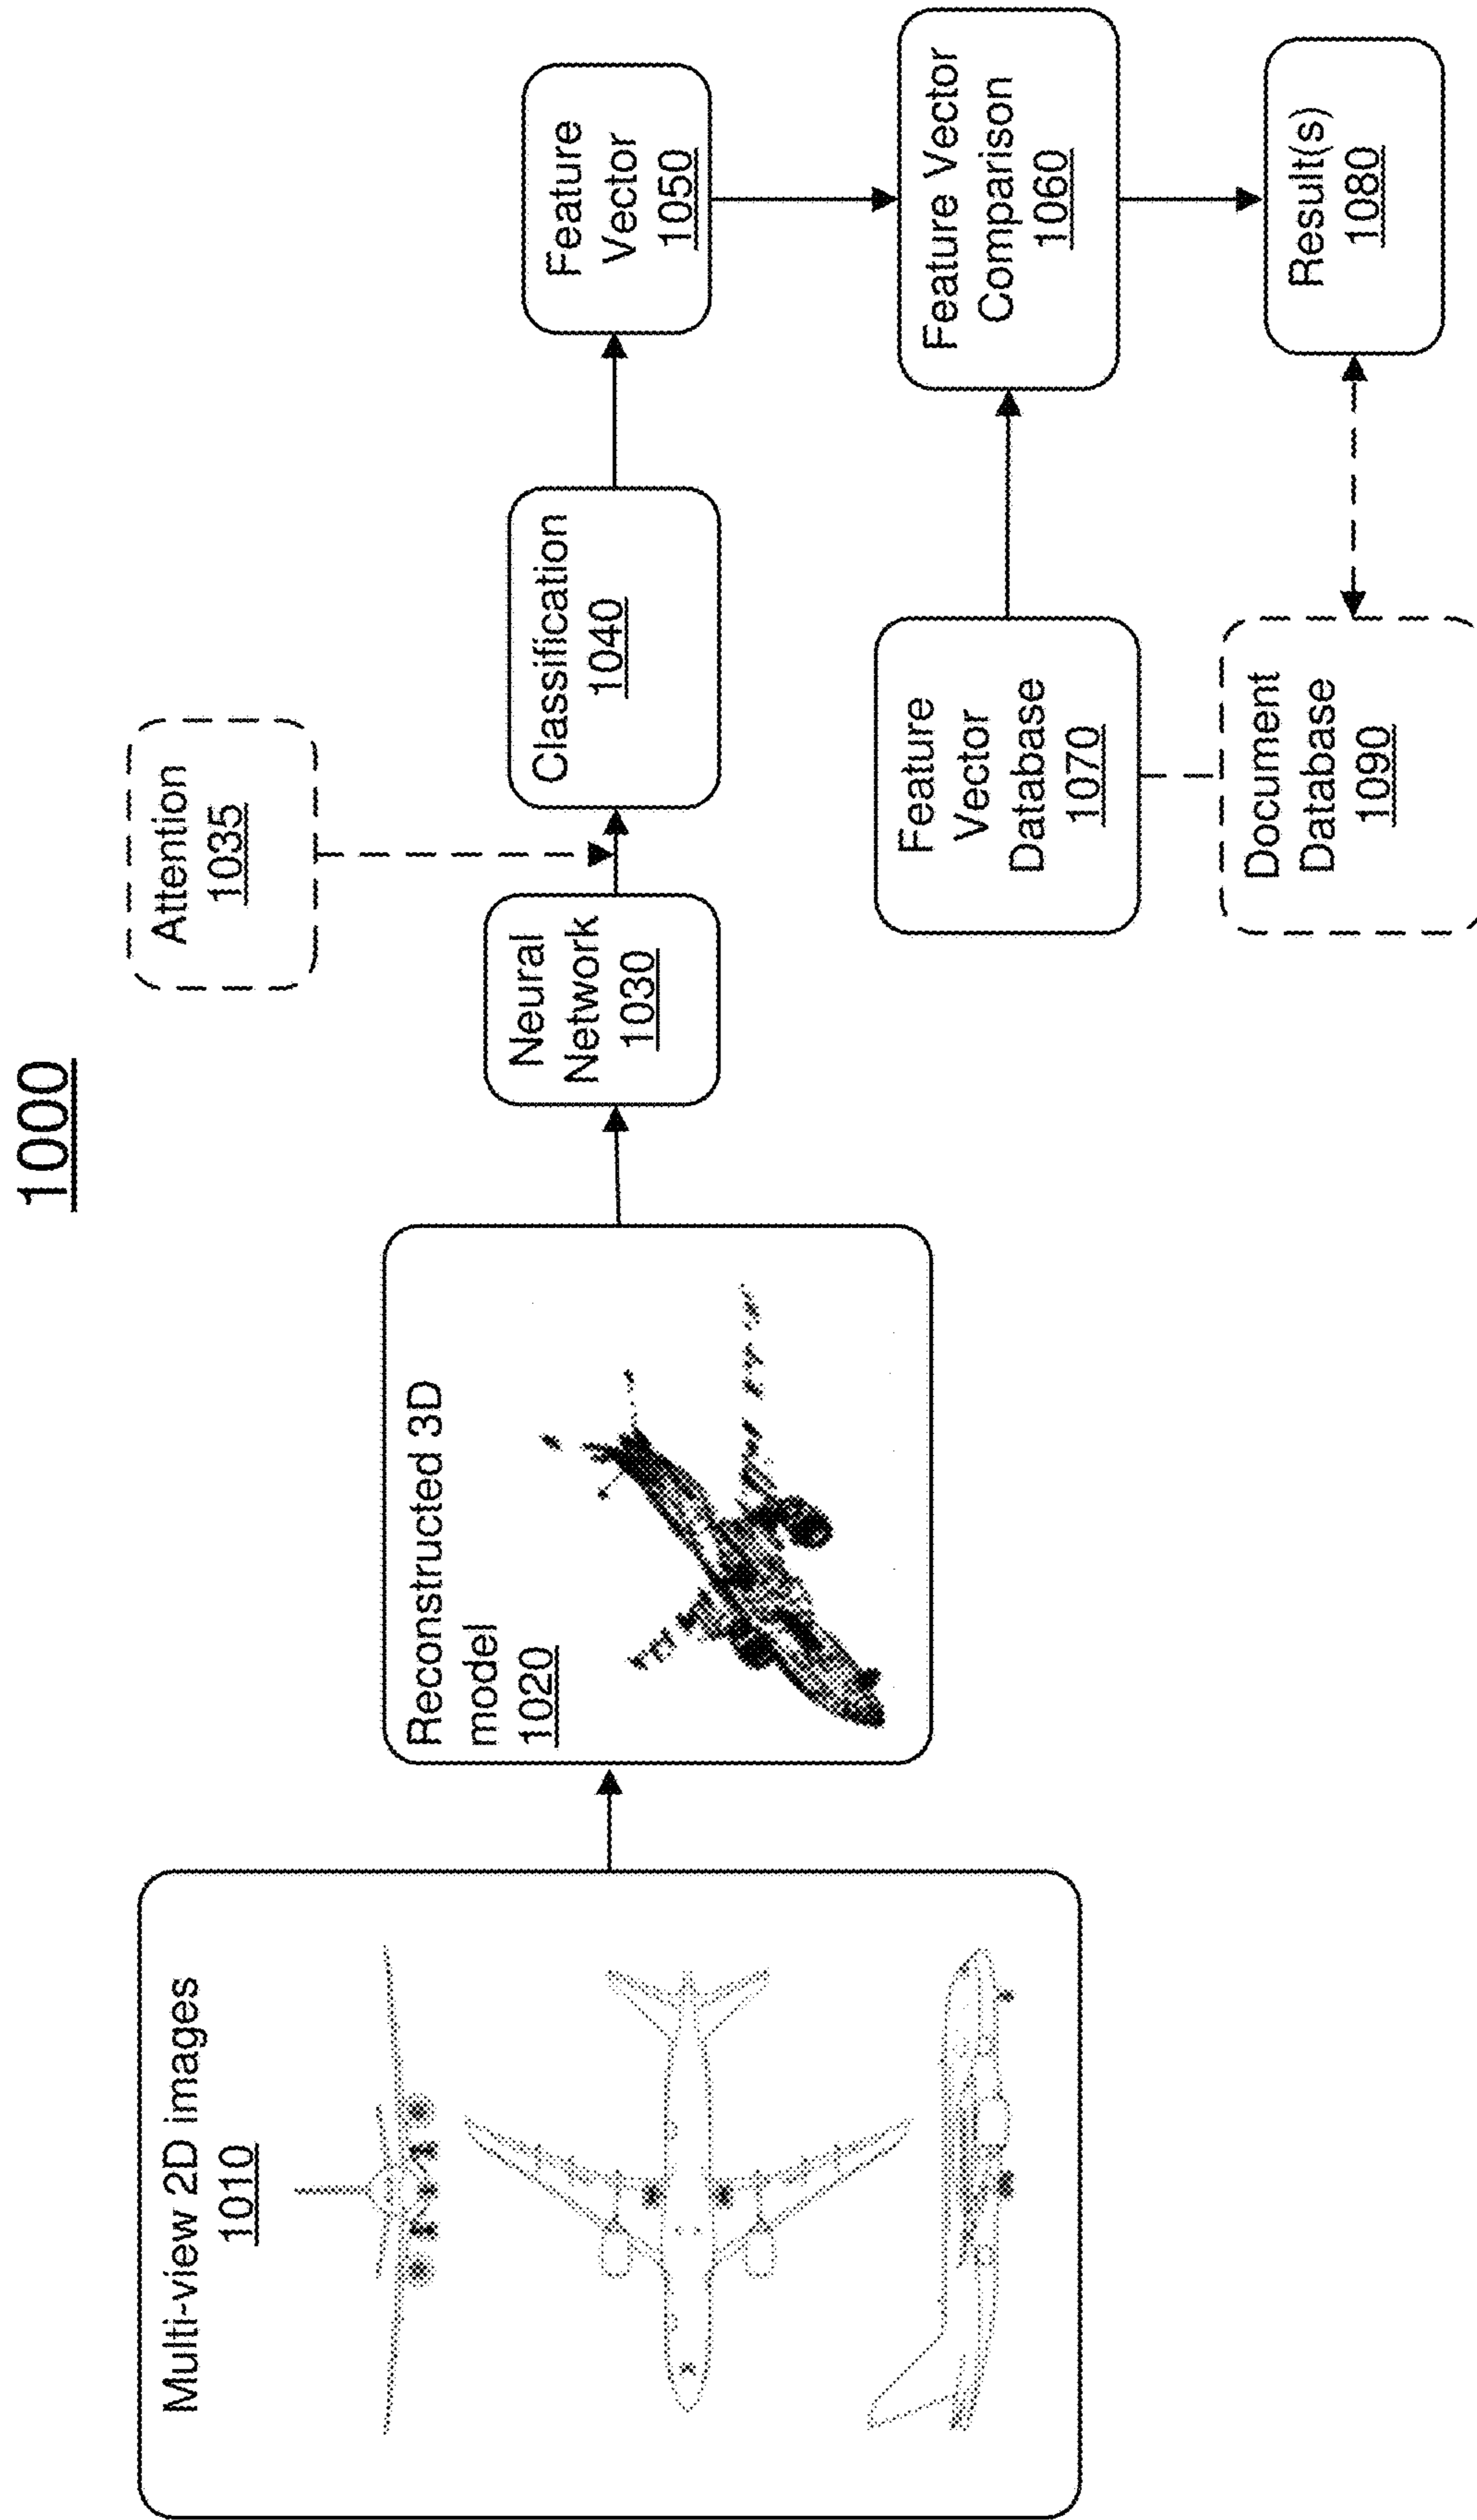 1000
Multi-view 2D images
1010
Reconstructed 3D
model
1020
Neural
Network
1030
Attention
1035
Classification
1040
Feature
Vector
1050
Feature Vector
Comparison
1060
Feature
Vector
Database
1070
Result(s)
1080
Document
Database
1090